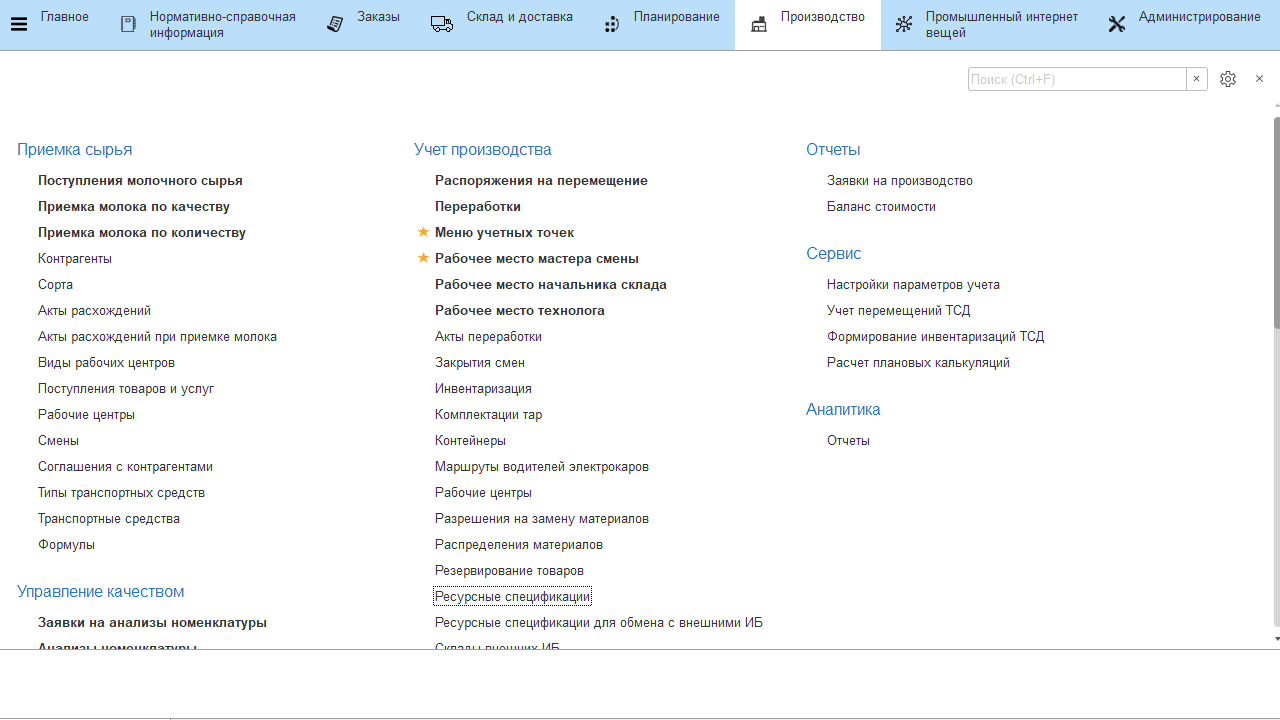 Главное
Нормативно-справочная
информация
Заказы
Склад и доставка
Планирование
Производство
Промышленный интернет
вещей
Администрирование
Поиск (Ctrl+F)
Приемка сырья
Поступления молочного сырья
Приемка молока по качеству
Приемка молока по количеству
Контрагенты
Сорта
Акты расхождений
Акты расхождений при приемке молока
Виды рабочих центров
Поступления товаров и услуг
Рабочие центры
Смены
Соглашения с контрагентами
Типы транспортных средств
Транспортные средства
Формулы
Управление качеством
Заявки на анализы номенклатуры
Анализы номенклатуры
Учет производства
Распоряжения на перемещение
Переработки
Меню учетных точек
Рабочее место мастера смены
Рабочее место начальника склада
Рабочее место технолога
Акты переработки
Закрытия смен
Инвентаризация
Комплектации тар
Контейнеры
Маршруты водителей электрокаров
Рабочие центры
Разрешения на замену материалов
Распределения материалов
Резервирование товаров
Ресурсные спецификации
Ресурсные спецификации для обмена с внешними ИБ
Склады внешних ИБ
Отчеты
Заявки на производство
Баланс стоимости
Сервис
Настройки параметров учета
Учет перемещений ТСД
Формирование инвентаризаций ТСД
Расчет плановых калькуляций
Аналитика
Отчеты